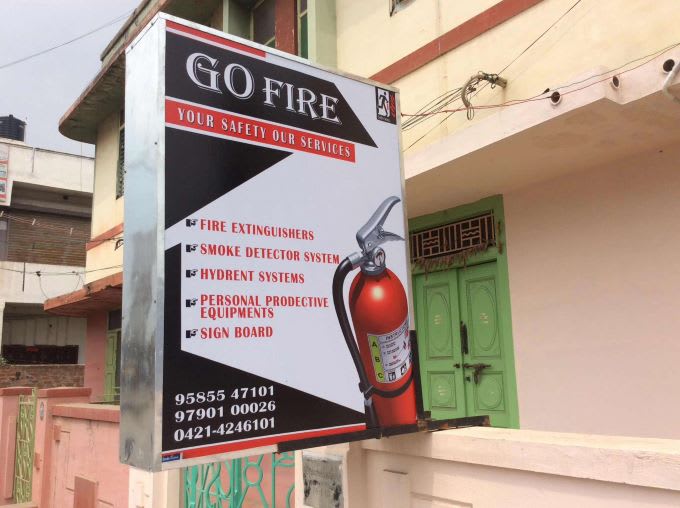 GO FIRE
YOUR SAFETY OUR SERVICES
FIRE EXTINGUISHERS
SMOKE DETECTOR SYSTEM
HYDRENT SYSTEMS
PERSONAL PRODECTIVE
EQUIPMENTS
SIGN BOARD
95855 47101
97901 00026
0421-4246101
A
B
C